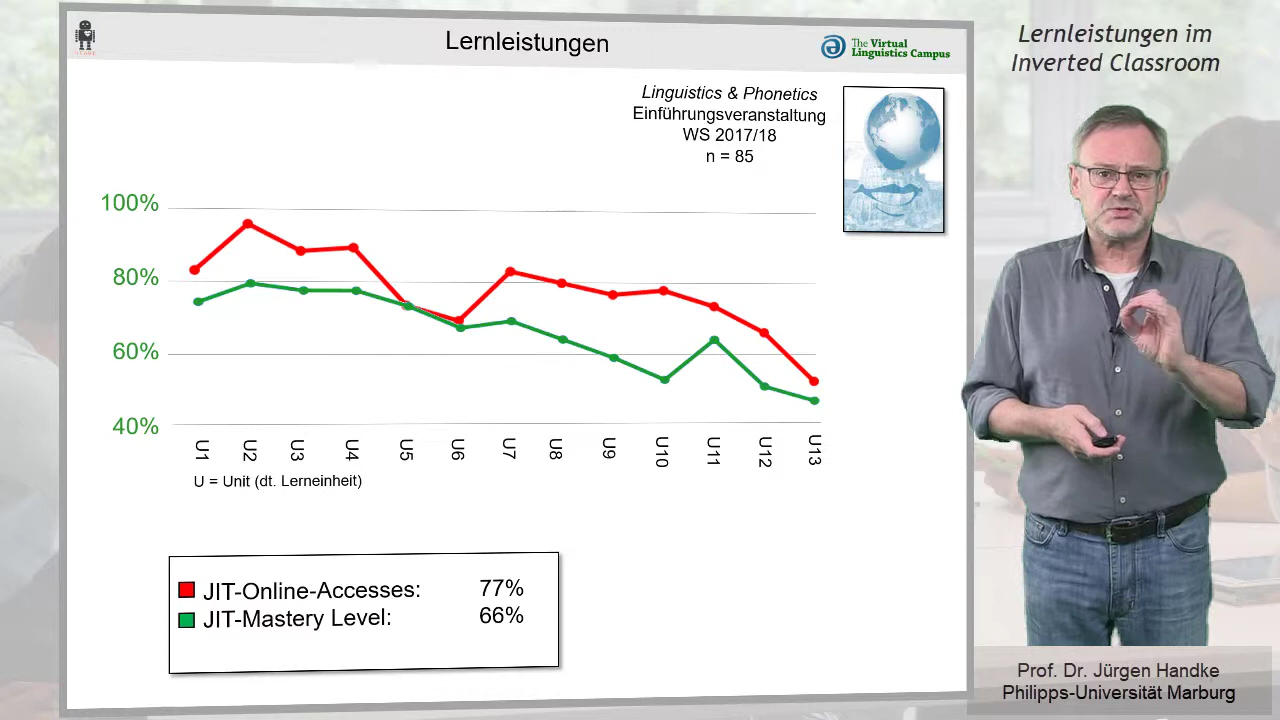 Lernleistungen
The Virtual
Linguistics Campus
Lernleistungen im
Inverted Classroom
Linguistics & Phonetics
Einführungsveranstaltung
WS 2017/18
n = 85
100%
80%
60%
40%
U1 U2 U3 U4 U5 U6 U7 U8 U9 U10 U11 U12 U13
U = Unit (dt. Lerneinheit)
JIT-Online-Accesses: 77%
JIT-Mastery Level: 66%
Prof. Dr. Jürgen Handke
Philipps-Universität Marburg